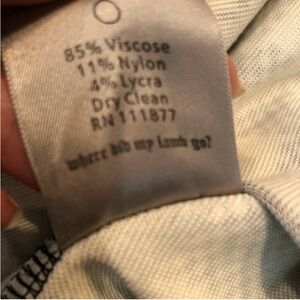 85% Viscose
11% Nylon
4% Lycra
Dry Clean
RN 111877
where did my lamb go?